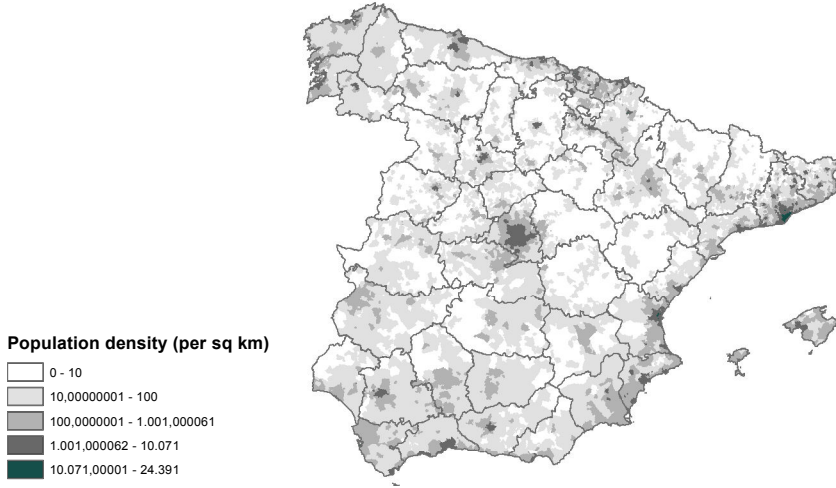 Population density (per sq km)
0 - 10
10,00000001 - 100
100,0000001 - 1.001,000061
1.001,000062 - 10.071
10.071,00001 - 24.391